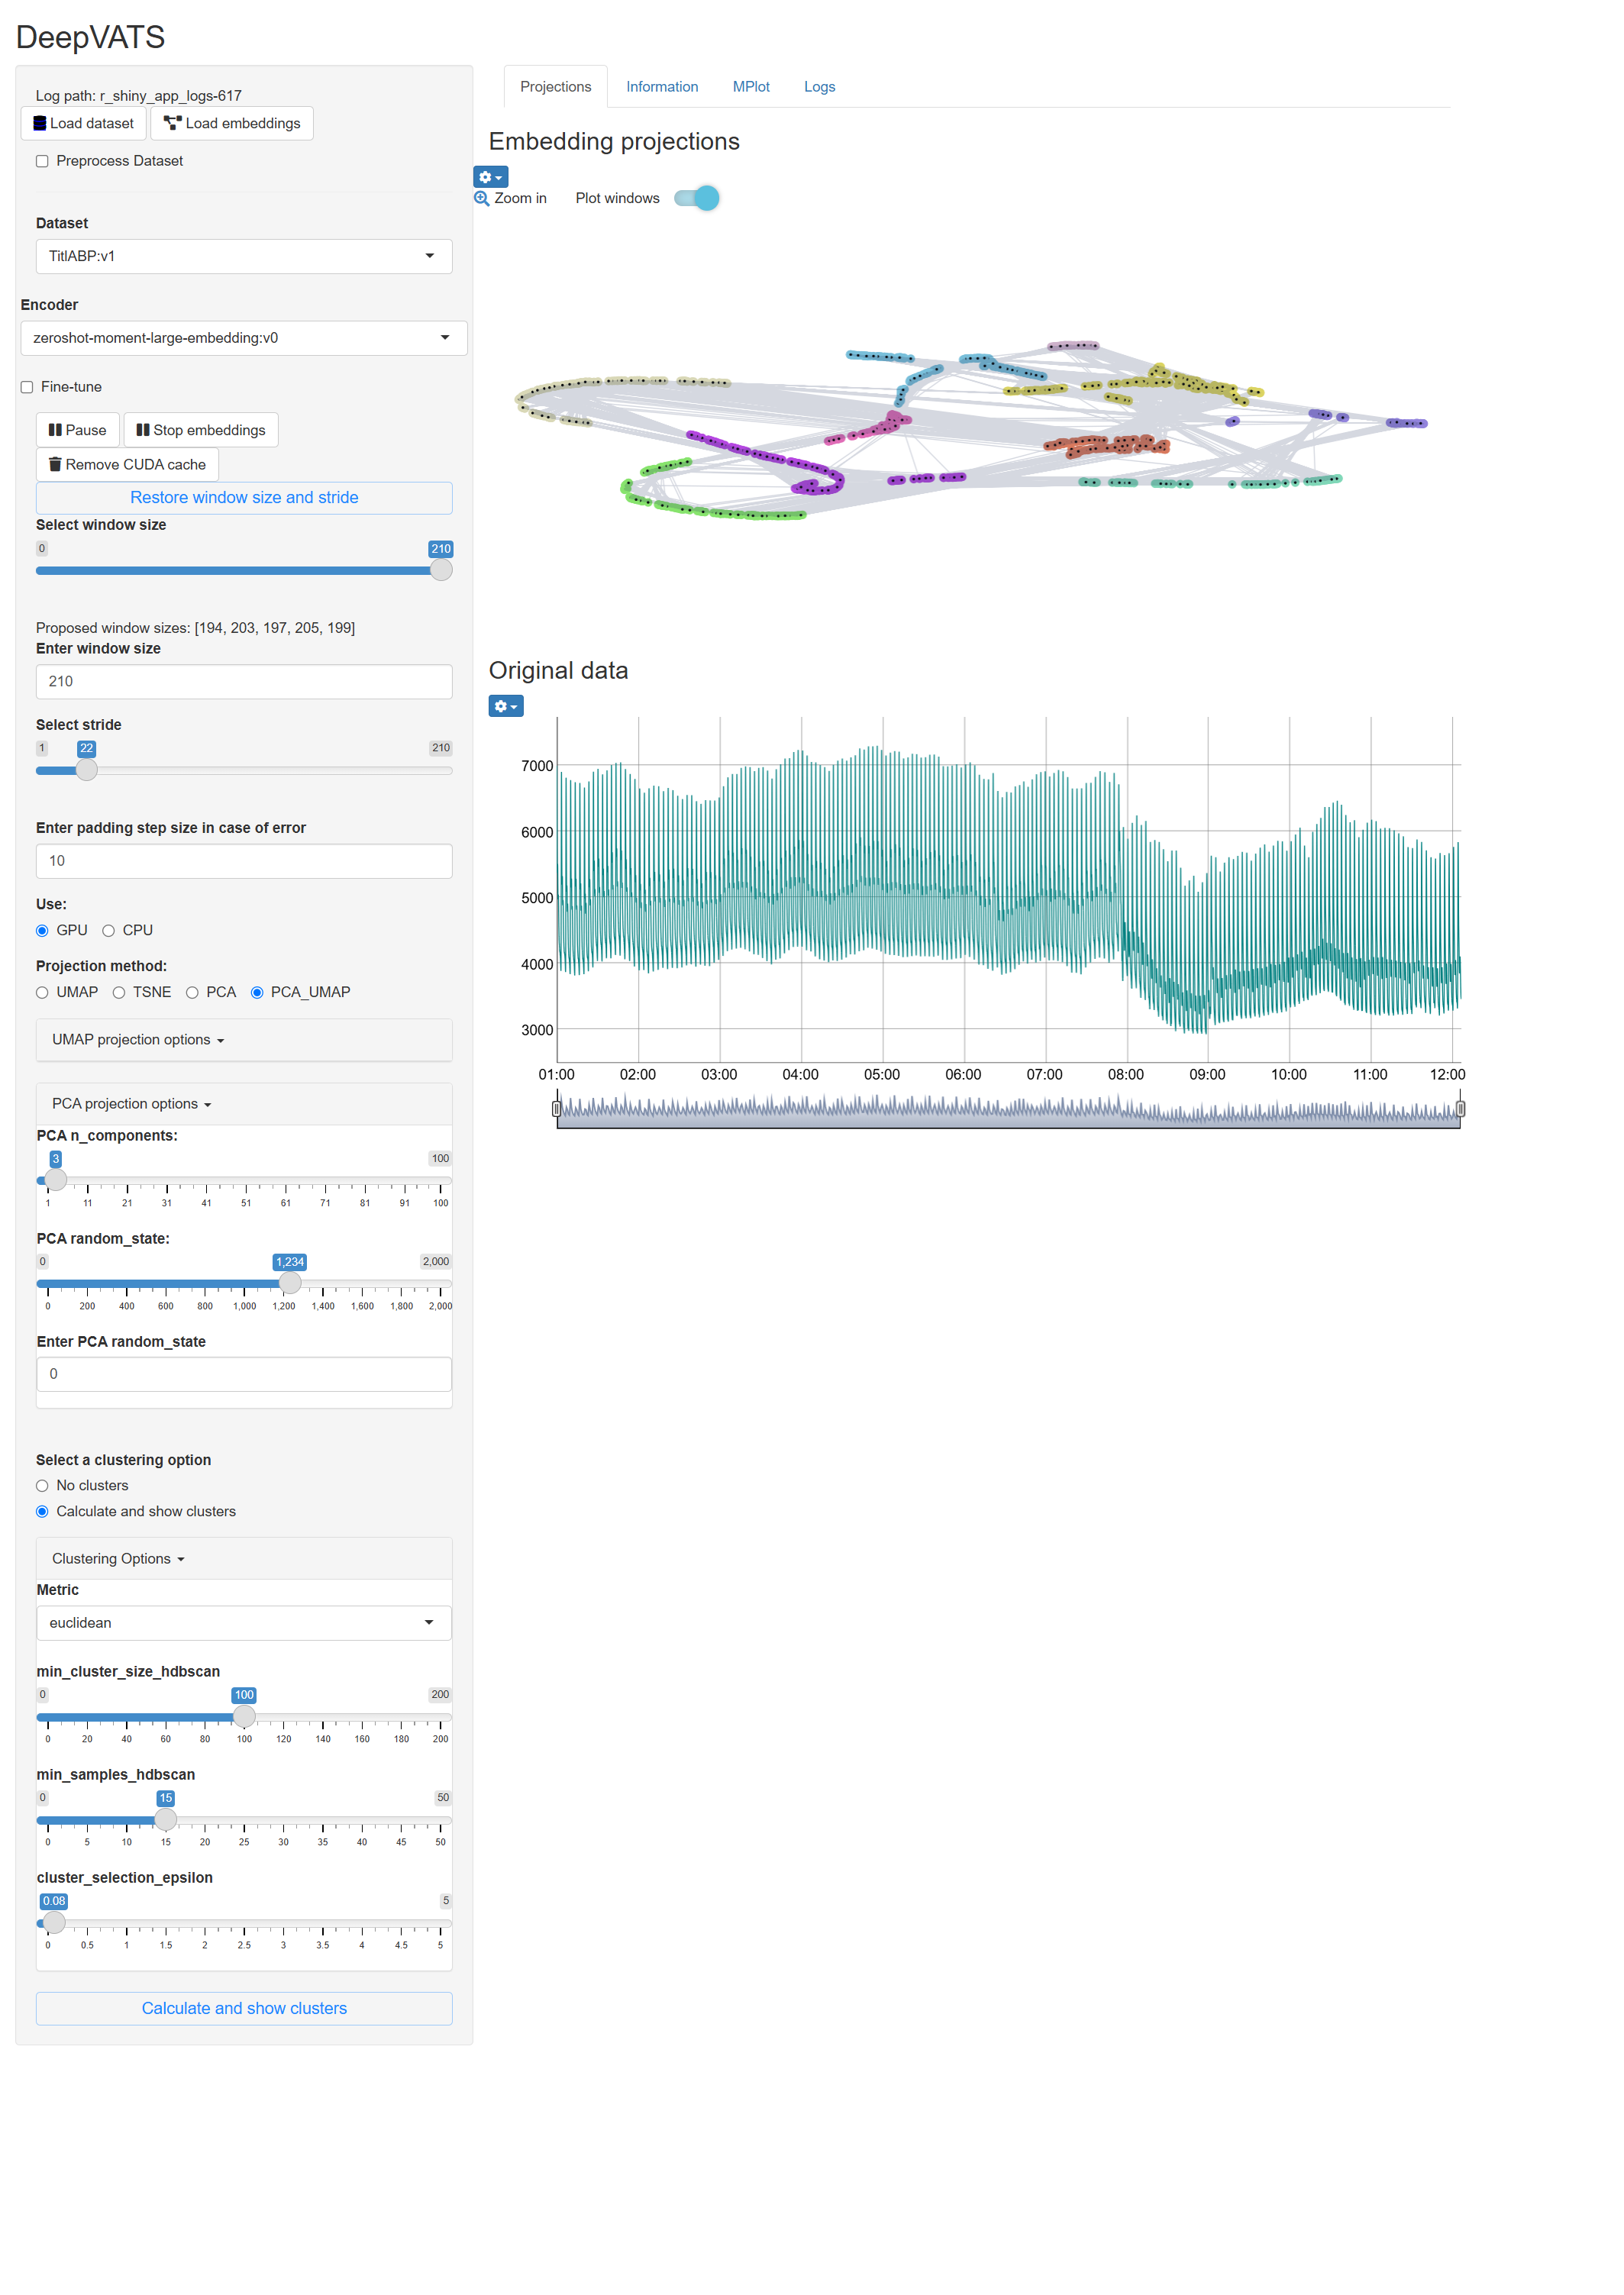 DeepVATS
Log path: r_shiny_app_logs-617
Load dataset Load embeddings
Preprocess Dataset
Dataset
TitlABP:v1
Encoder
zeroshot-moment-large-embedding:v0
Fine-tune
Pause Stop embeddings
Remove CUDA cache
Restore window size and stride
Select window size
0 210
Proposed window sizes: [194, 203, 197, 205, 199]
Enter window size
210
Select stride
1 22 210
Enter padding step size in case of error
10
Use:
GPU CPU
Projection method:
UMAP TSNE PCA PCA_UMAP
UMAP projection options
PCA projection options
PCA n_components:
3 100
1 11 21 31 41 51 61 71 81 91 100
PCA random_state:
0 1,234 2,000
0 200 400 600 800 1,000 1,200 1,400 1,600 1,800 2,000
Enter PCA random_state
0
Select a clustering option
No clusters
Calculate and show clusters
Clustering Options
Metric
euclidean
min_cluster_size_hdbscan
0 100 200
0 20 40 60 80 100 120 140 160 180 200
min_samples_hdbscan
0 15 50
0 5 10 15 20 25 30 35 40 45 50
cluster_selection_epsilon
0.08 5
0 0.5 1 1.5 2 2.5 3 3.5 4 4.5 5
Calculate and show clusters
Projections Information MPlot Logs
Embedding projections
Zoom in Plot windows
Original data
7000
6000
5000
4000
3000
01:00 02:00 03:00 04:00 05:00 06:00 07:00 08:00 09:00 10:00 11:00 12:00